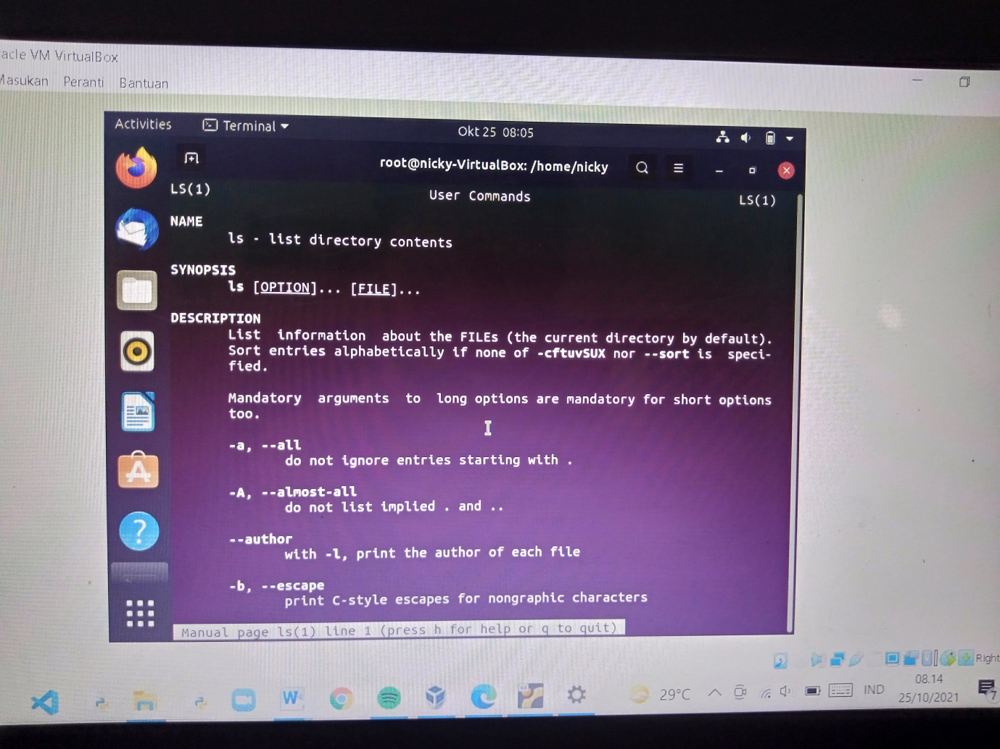 acle VM VirtualBox
Masukan Peranti Bantuan
Activities Terminal Okt 25 08:05
root@nicky-VirtualBox: /home/nicky
LS(1) User Commands LS(1)
NAME
ls - list directory contents
SYNOPSIS
ls [OPTION]... [FILE]...
DESCRIPTION
List information about the FILEs (the current directory by default).
Sort entries alphabetically if none of -cftuvSUX nor --sort is speci-
fied.
Mandatory arguments to long options are mandatory for short options
too.
-a, --all
do not ignore entries starting with .
-A, --almost-all
do not list implied . and ..
--author
with -l, print the author of each file
-b, --escape
print C-style escapes for nongraphic characters
Manual page ls(1) line 1 (press h for help or q to quit)
Right
29°C IND 08.14
25/10/2021 7